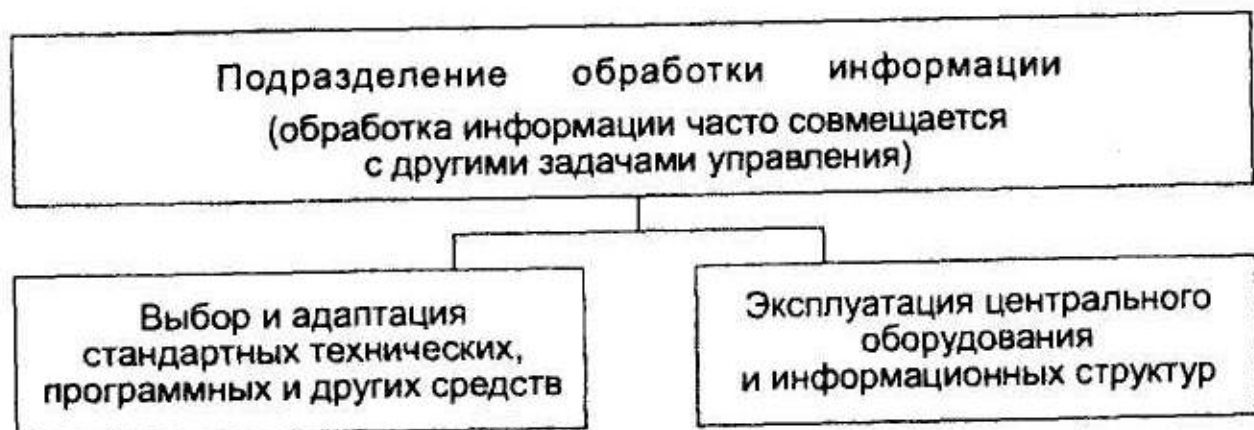 Подразделение обработки информации
(обработка информации часто совмещается
с другими задачами управления)
Выбор и адаптация
стандартных технических,
программных и других средств
Эксплуатация центрального
оборудования
и информационных структур